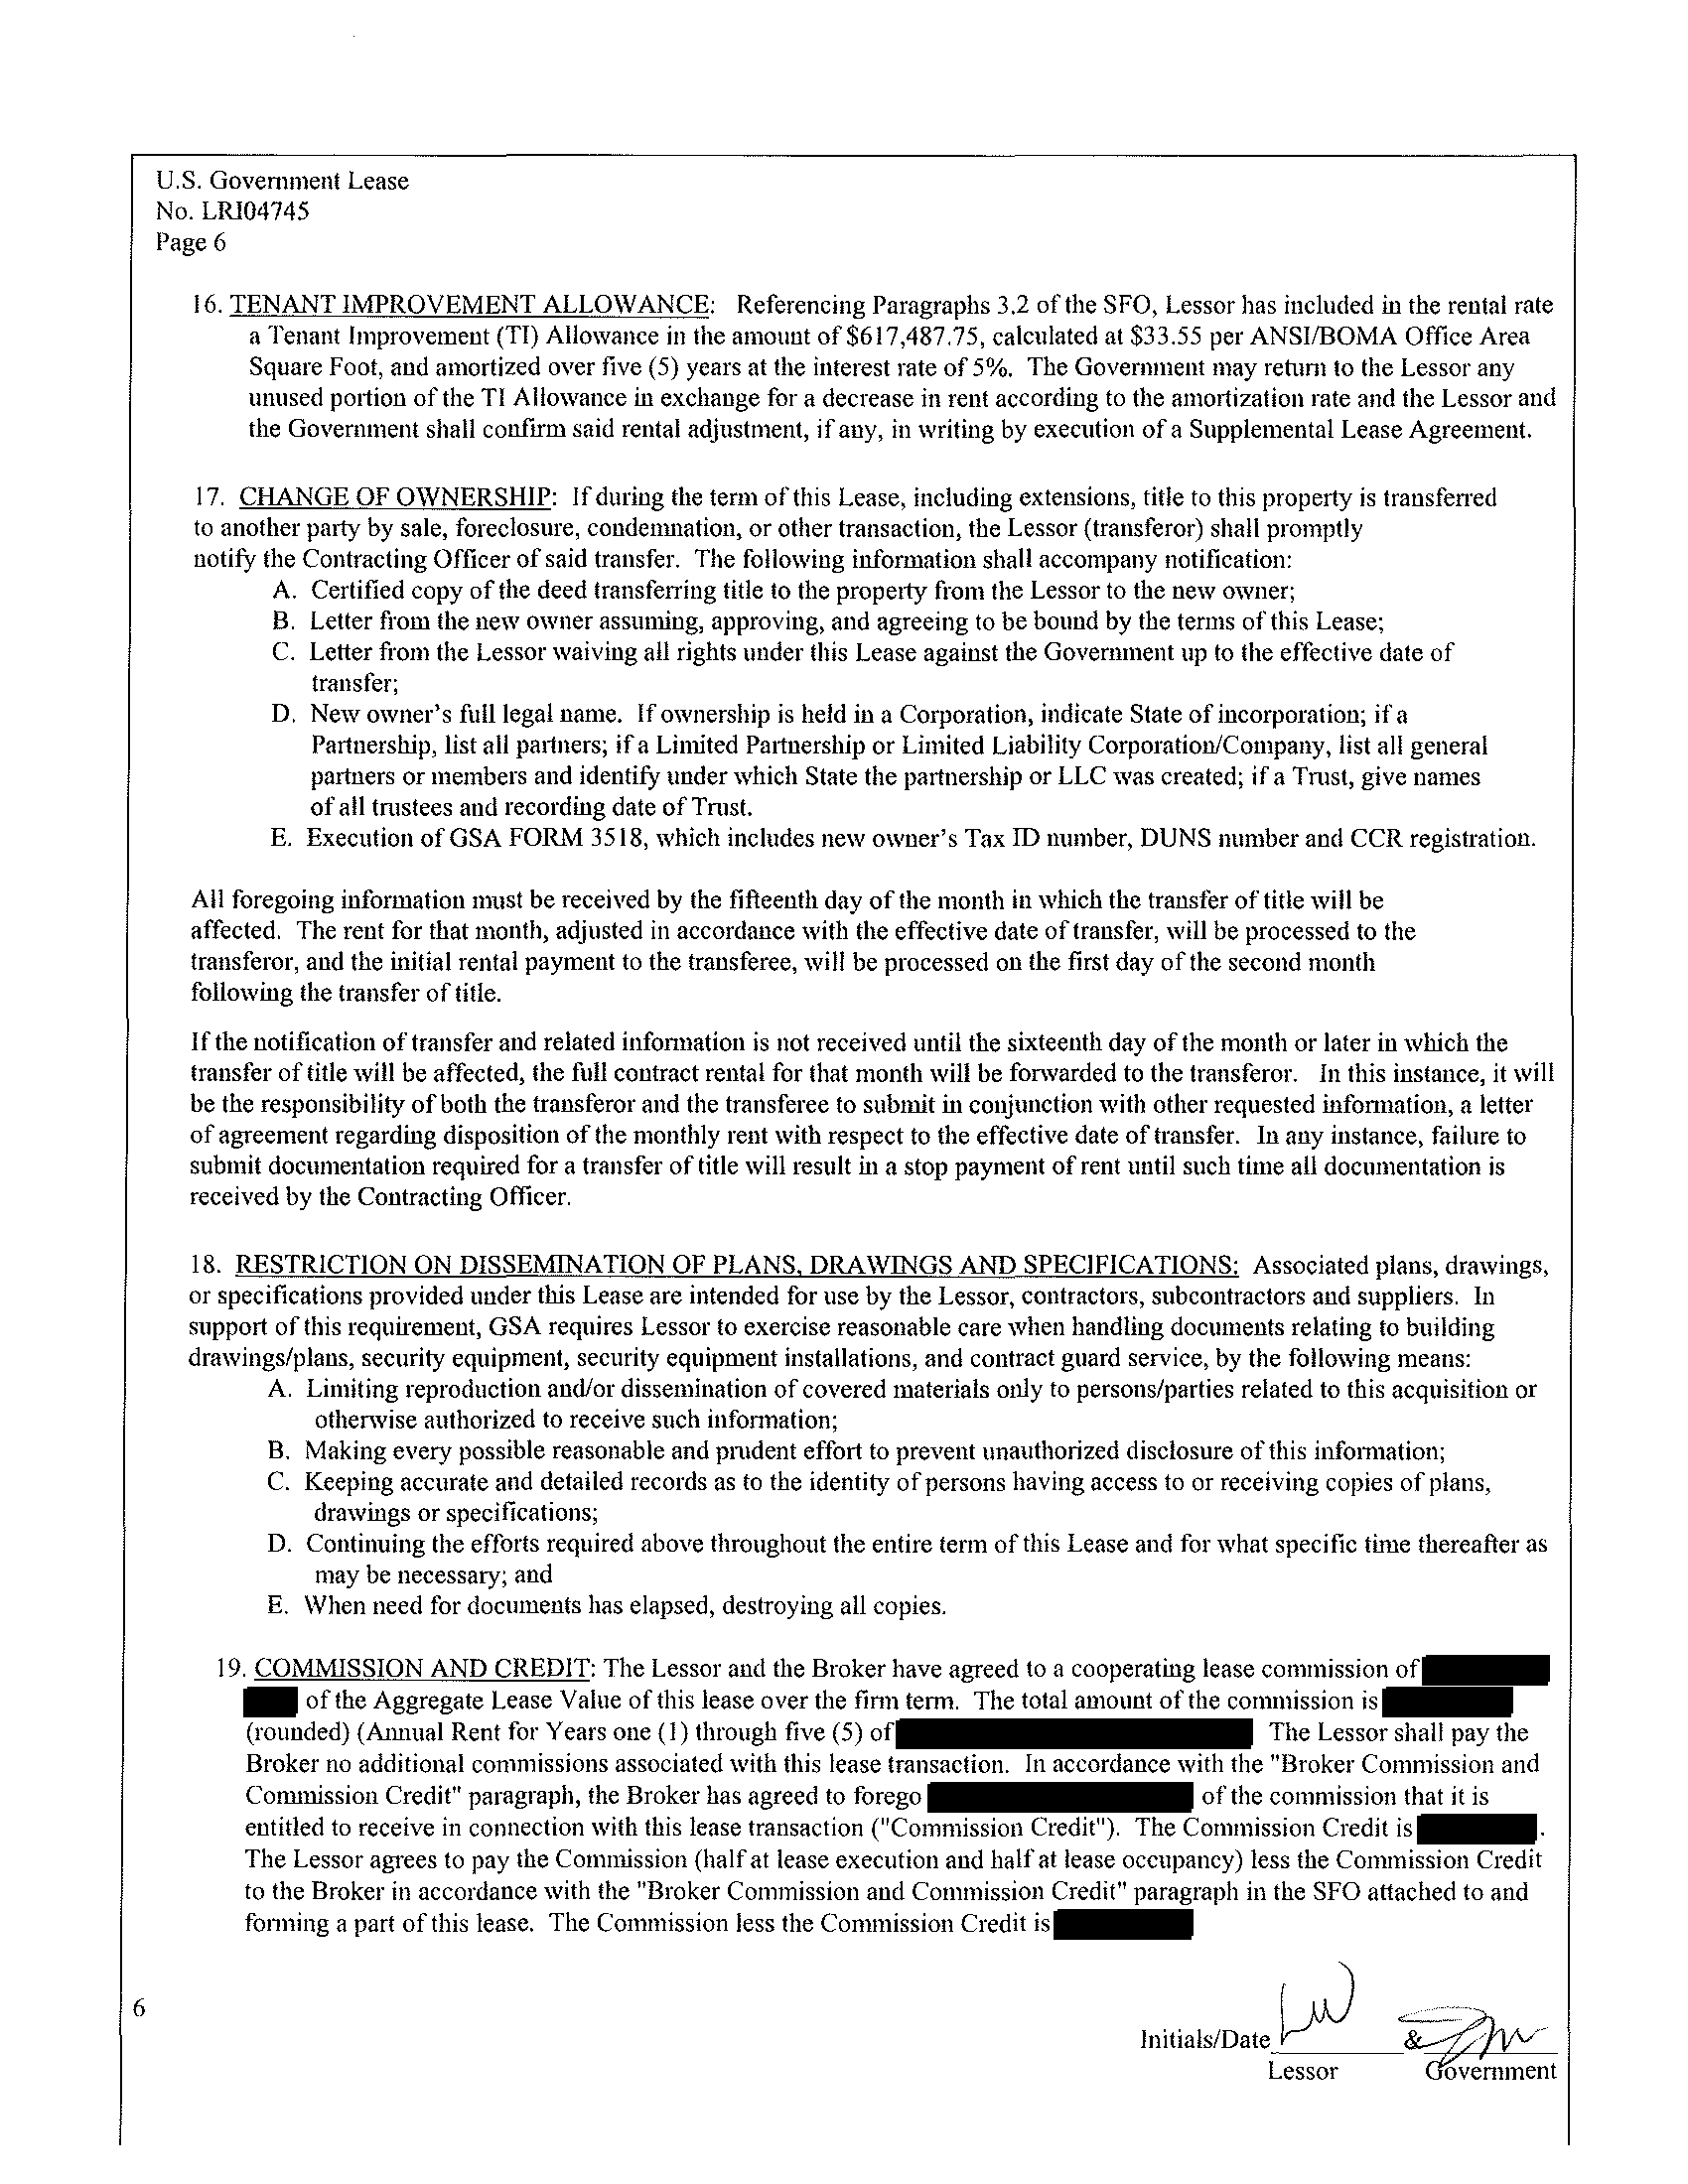 U.S. Government Lease
No. LRI04745
Page 6
16. TENANT IMPROVEMENT ALLOWANCE: Referencing Paragraphs 3.2 of the SFO, Lessor has included in the rental rate
a Tenant Improvement (TI) Allowance in the amount of $617,487.75, calculated at $33.55 per ANSI/BOMA Office Area
Square Foot, and amortized over five (5) years at the interest rate of 5%. The Government may return to the Lessor any
unused portion of the TI Allowance in exchange for a decrease in rent according to the amortization rate and the Lessor and
the Government shall confirm said rental adjustment, if any, in writing by execution of a Supplemental Lease Agreement.
17. CHANGE OF OWNERSHIP: If during the term of this Lease, including extensions, title to this property is transferred
to another party by sale, foreclosure, condemnation, or other transaction, the Lessor (transferor) shall promptly
notify the Contracting Officer of said transfer. The following information shall accompany notification:
A. Certified copy of the deed transferring title to the property from the Lessor to the new owner;
B. Letter from the new owner assuming, approving, and agreeing to be bound by the terms of this Lease;
C. Letter from the Lessor waiving all rights under this Lease against the Government up to the effective date of
transfer;
D. New owner's full legal name. If ownership is held in a Corporation, indicate State of incorporation; if a
Partnership, list all partners; if a Limited Partnership or Limited Liability Corporation/Company, list all general
partners or members and identify under which State the partnership or LLC was created; if a Trust, give names
of all trustees and recording date of Trust.
E. Execution of GSA FORM 3518, which includes new owner's Tax ID number, DUNS number and CCR registration.
All foregoing information must be received by the fifteenth day of the month in which the transfer of title will be
affected. The rent for that month, adjusted in accordance with the effective date of transfer, will be processed to the
transferor, and the initial rental payment to the transferee, will be processed on the first day of the second month
following the transfer of title.
If the notification of transfer and related information is not received until the sixteenth day of the month or later in which the
transfer of title will be affected, the full contract rental for that month will be forwarded to the transferor. In this instance, it will
be the responsibility of both the transferor and the transferee to submit in conjunction with other requested information, a letter
of agreement regarding disposition of the monthly rent with respect to the effective date of transfer. In any instance, failure to
submit documentation required for a transfer of title will result in a stop payment of rent until such time all documentation is
received by the Contracting Officer.
18. RESTRICTION ON DISSEMINATION OF PLANS, DRAWINGS AND SPECIFICATIONS: Associated plans, drawings,
or specifications provided under this Lease are intended for use by the Lessor, contractors, subcontractors and suppliers. In
support of this requirement, GSA requires Lessor to exercise reasonable care when handling documents relating to building
drawings/plans, security equipment, security equipment installations, and contract guard service, by the following means:
A. Limiting reproduction and/or dissemination of covered materials only to persons/parties related to this acquisition or
otherwise authorized to receive such information;
B. Making every possible reasonable and prudent effort to prevent unauthorized disclosure of this information;
C. Keeping accurate and detailed records as to the identity of persons having access to or receiving copies of plans,
drawings or specifications;
D. Continuing the efforts required above throughout the entire term of this Lease and for what specific time thereafter as
may be necessary; and
E. When need for documents has elapsed, destroying all copies.
19. COMMISSION AND CREDIT: The Lessor and the Broker have agreed to a cooperating lease commission of
of the Aggregate Lease Value of this lease over the firm term. The total amount of the commission is
(rounded) (Annual Rent for Years one (1) through five (5) of The Lessor shall pay the
Broker no additional commissions associated with this lease transaction. In accordance with the "Broker Commission and
Commission Credit" paragraph, the Broker has agreed to forego of the commission that it is
entitled to receive in connection with this lease transaction ("Commission Credit"). The Commission Credit is .
The Lessor agrees to pay the Commission (half at lease execution and half at lease occupancy) less the Commission Credit
to the Broker in accordance with the "Broker Commission and Commission Credit" paragraph in the SFO attached to and
forming a part of this lease. The Commission less the Commission Credit is
6
Initials/Date &
Lessor Government